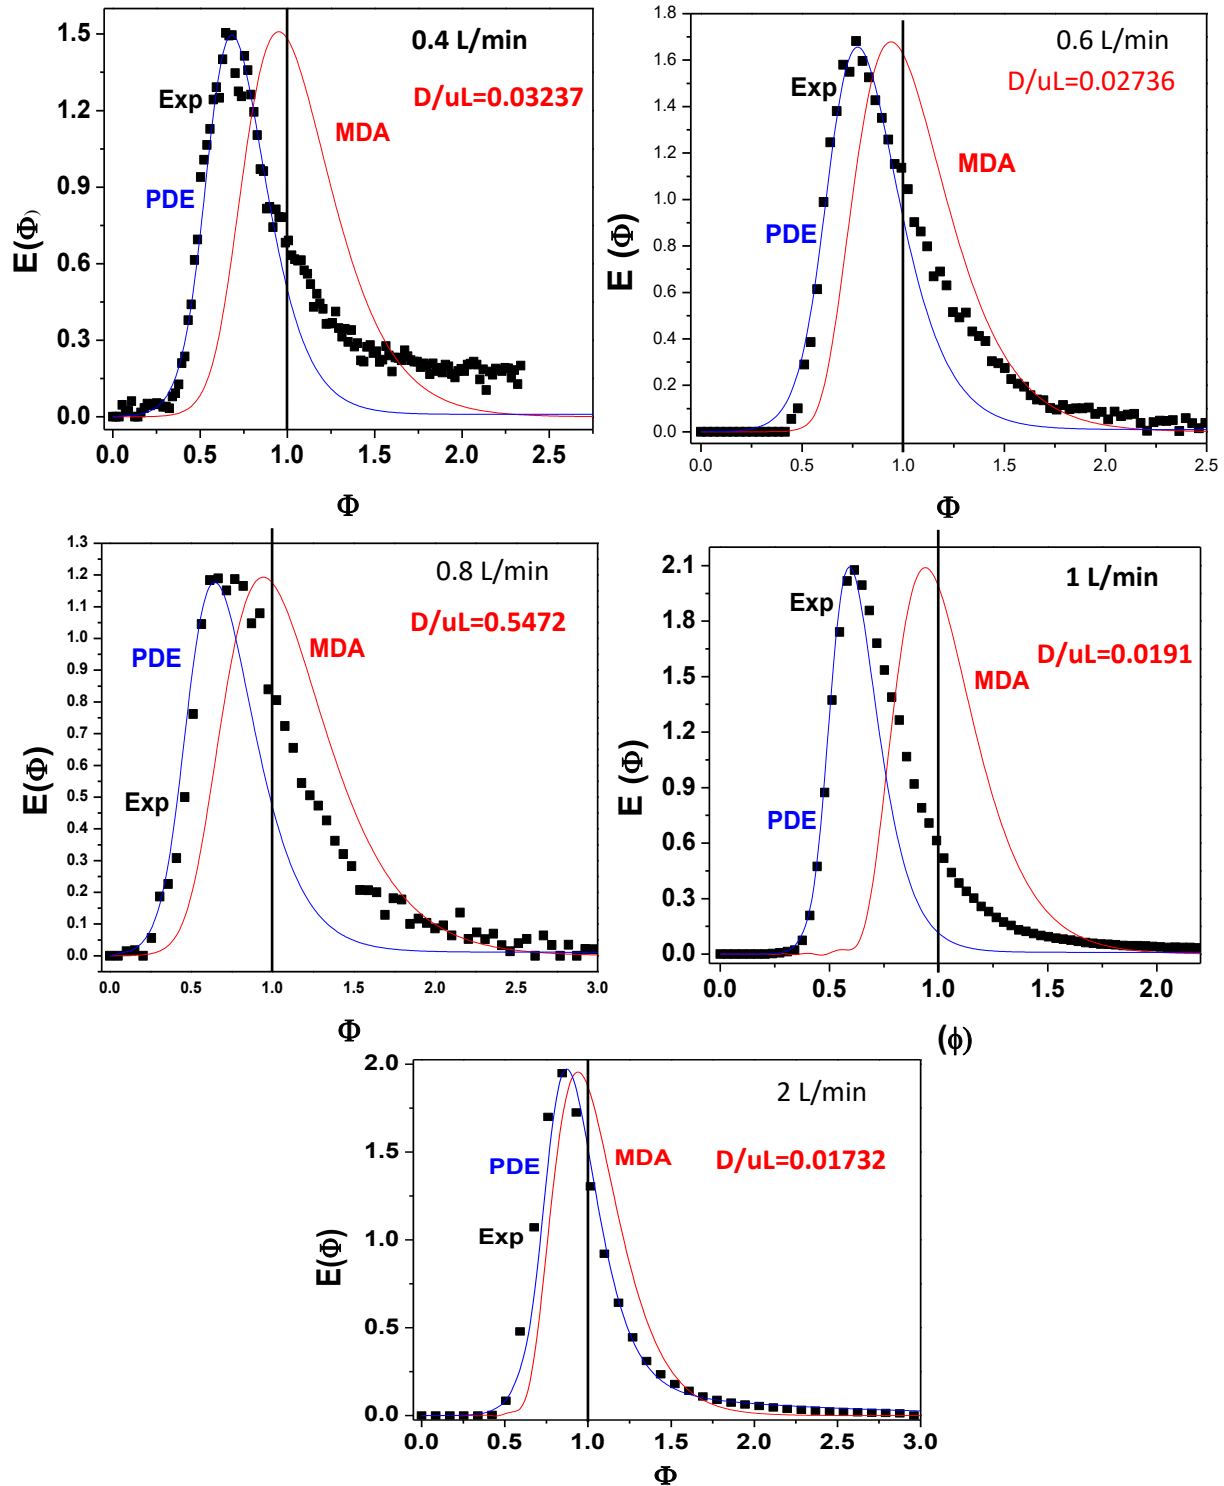 0.4 L/min
D/uL=0.03237
Exp
MDA
PDE
E(Φ)
1.5
1.2
0.9
0.6
0.3
0.0
0.0 0.5 1.0 1.5 2.0 2.5
Φ
0.6 L/min
D/uL=0.02736
Exp
MDA
PDE
E (Φ)
1.8
1.6
1.4
1.2
1.0
0.8
0.6
0.4
0.2
0.0
0.0 0.5 1.0 1.5 2.0 2.5
Φ
0.8 L/min
D/uL=0.5472
PDE
MDA
Exp
E(Φ)
1.3
1.2
1.1
1.0
0.9
0.8
0.7
0.6
0.5
0.4
0.3
0.2
0.1
0.0
0.0 0.5 1.0 1.5 2.0 2.5 3.0
Φ
1 L/min
Exp
D/uL=0.0191
MDA
PDE
E (Φ)
2.1
1.8
1.5
1.2
0.9
0.6
0.3
0.0
0.0 0.5 1.0 1.5 2.0
(ϕ)
2 L/min
PDE
MDA
D/uL=0.01732
Exp
E(Φ)
2.0
1.5
1.0
0.5
0.0
0.0 0.5 1.0 1.5 2.0 2.5 3.0
Φ